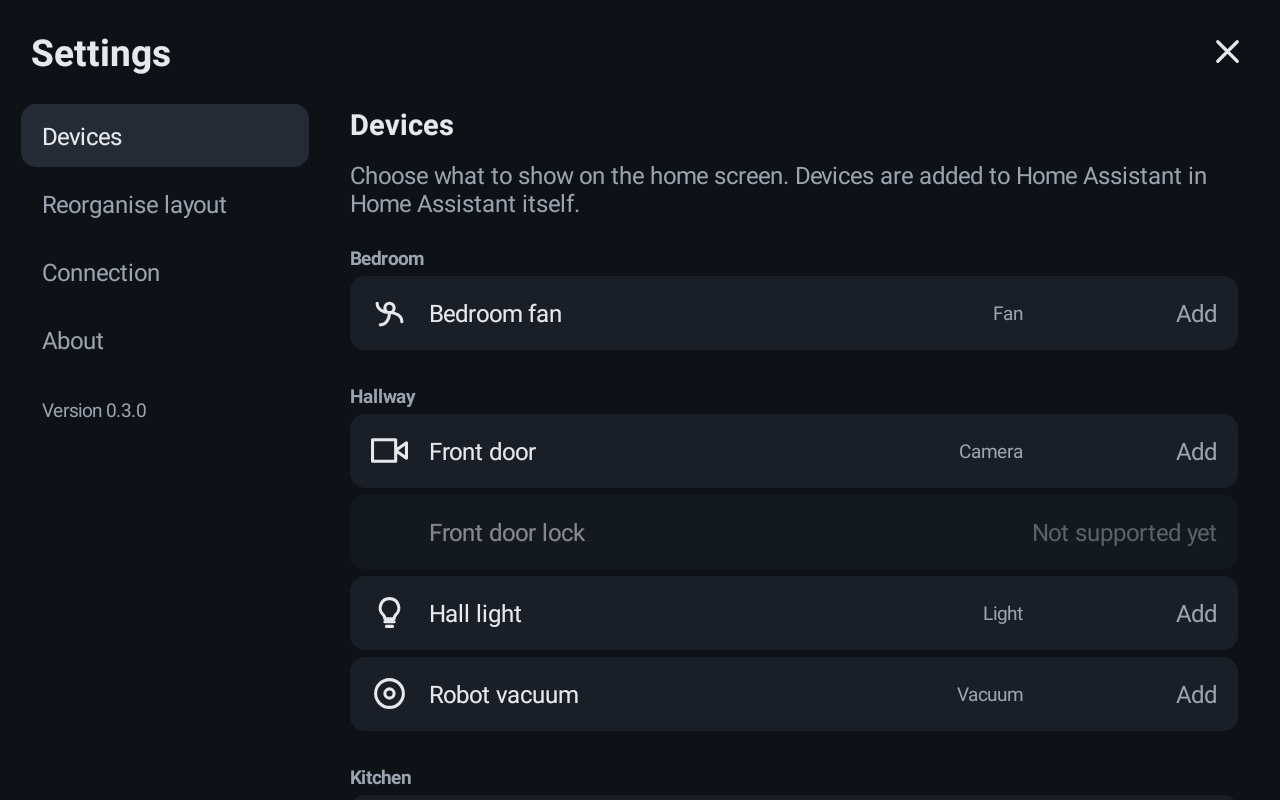 Settings
Devices
Reorganise layout
Connection
About
Version 0.3.0
Devices
Choose what to show on the home screen. Devices are added to Home Assistant in
Home Assistant itself.
Bedroom
Bedroom fan Fan Add
Hallway
Front door Camera Add
Front door lock Not supported yet
Hall light Light Add
Robot vacuum Vacuum Add
Kitchen